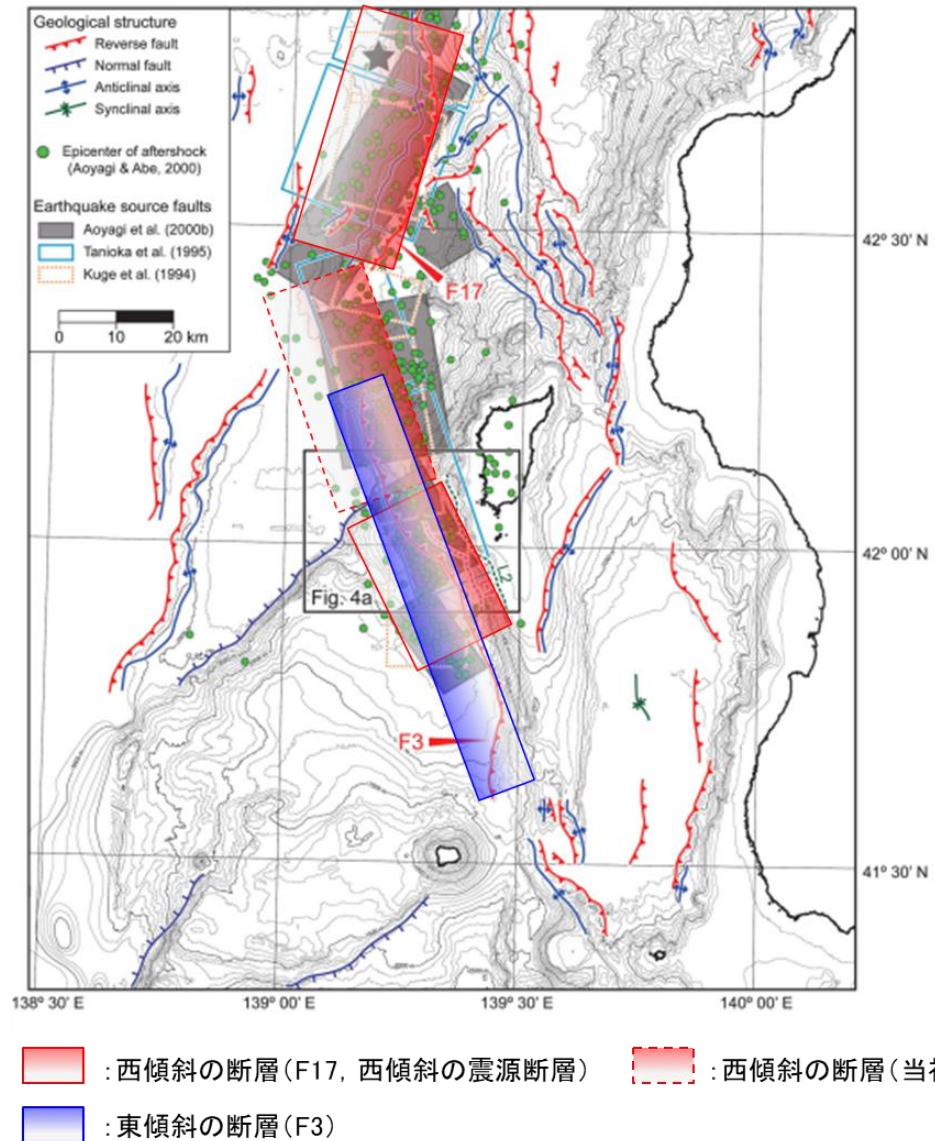 Geological structure
Reverse fault
Normal fault
Anticlinal axis
Synclinal axis
Epicenter of aftershock
(Aoyagi & Abe, 2000)
Earthquake source faults
Aoyagi et al. (2000b)
Tanioka et al. (1995)
Kuge et al. (1994)
0 10 20 km
F17
42° 30' N
L2
42° 00' N
Fig. 4a
F3
41° 30' N
138° 30' E 139° 00' E 139° 30' E 140° 00' E
:西傾斜の断層(F17, 西傾斜の震源断層) :西傾斜の断層(当
:東傾斜の断層(F3)